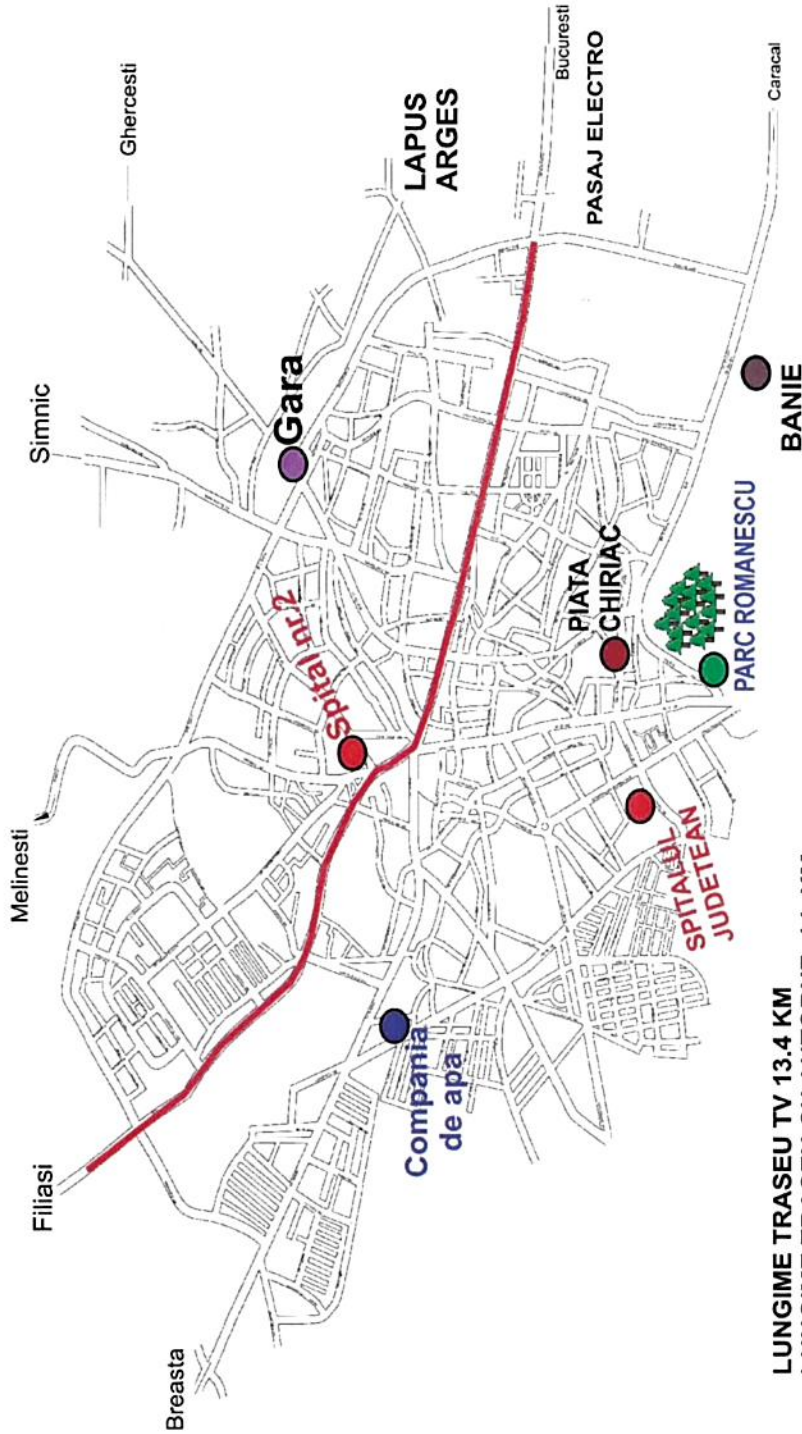 Ghercesti
Simnic
Melinesti
Filiasi
Breasta
Gara
LAPUS
ARGES
Bucuresti
PASAJ ELECTRO
Caracal
Spital nr.2
PIATA
CHIRIAC
BANIE
PARC ROMANESCU
SPITALUL
JUDETEAN
Compania
de apa
LUNGIME TRASEU TV 13.4 KM